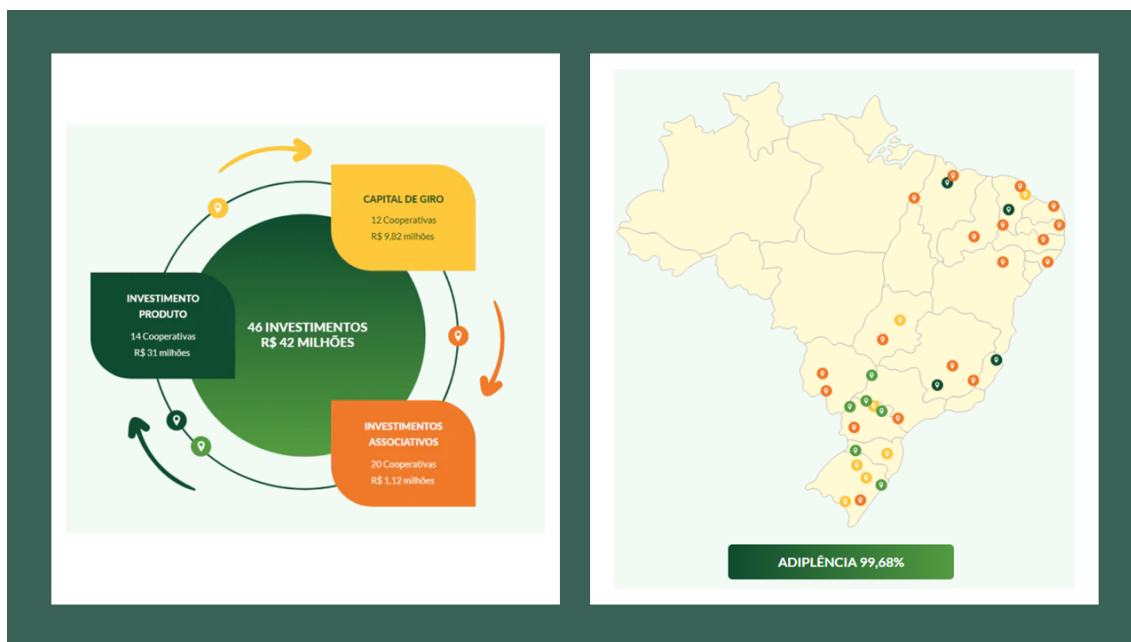 CAPITAL DE GIRO
12 Cooperativas
R$ 9,82 milhões
INVESTIMENTO
PRODUTO
14 Cooperativas
R$ 31 milhões
46 INVESTIMENTOS
R$ 42 MILHÕES
INVESTIMENTOS
ASSOCIATIVOS
20 Cooperativas
R$ 1,12 milhões
ADIPLÊNCIA 99,68%